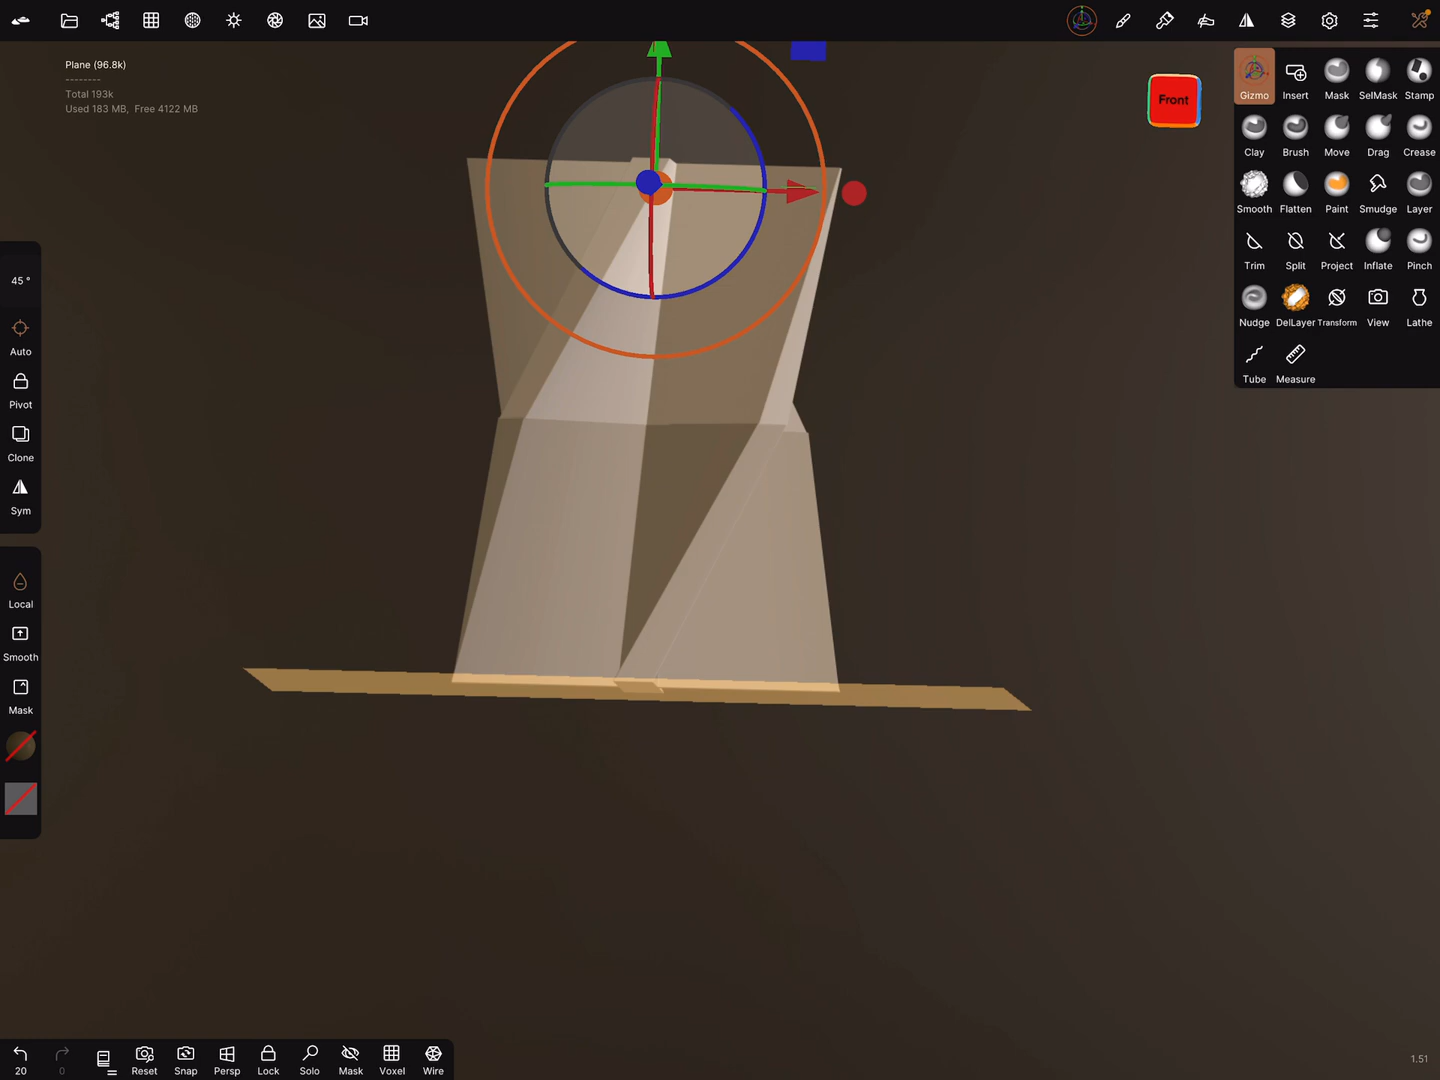 Plane (96.8k)
--------
Total 193k
Used 183 MB, Free 4122 MB
Front
Gizmo Insert Mask SelMask Stamp
Clay Brush Move Drag Crease
Smooth Flatten Paint Smudge Layer
Trim Split Project Inflate Pinch
Nudge DelLayer Transform View Lathe
Tube Measure
45 °
Auto
Pivot
Clone
Sym
Local
Smooth
Mask
20 0 Reset Snap Persp Lock Solo Mask Voxel Wire
1.51